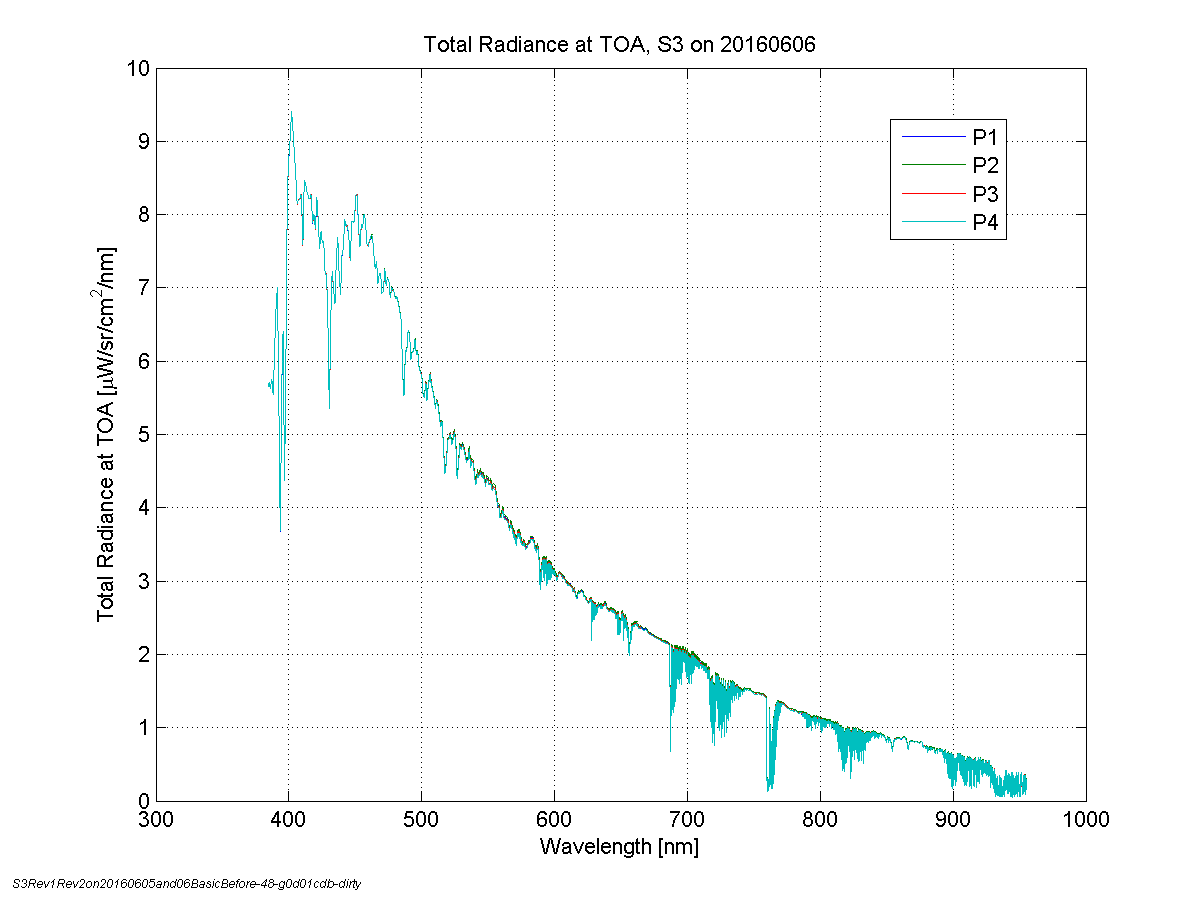 Total Radiance at TOA, S3 on 20160606
10
9
8
7
6
5
4
3
2
1
0
Total Radiance at TOA [μW/sr/cm²/nm]
P1
P2
P3
P4
300 400 500 600 700 800 900 1000
Wavelength [nm]
S3Rev1Rev2on20160605and06BasicBefore-48-g0d01cdb-dirty